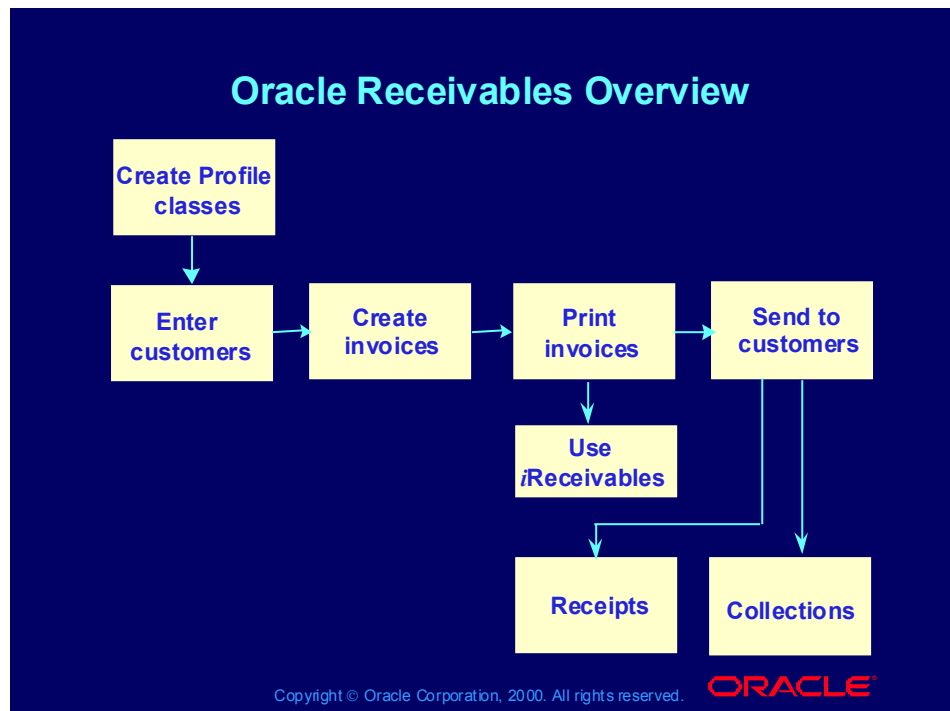 Oracle Receivables Overview
Create Profile
classes
Enter
customers
Create
invoices
Print
invoices
Send to
customers
Use
iReceivables
Receipts
Collections
Copyright © Oracle Corporation, 2000. All rights reserved.
ORACLE®